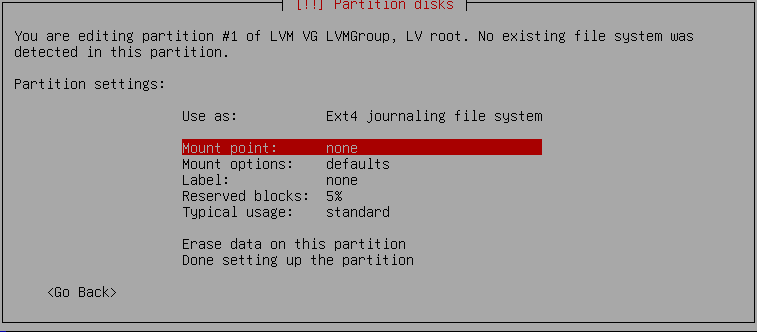 [!!] Partition disks
You are editing partition #1 of LVM VG LVMGroup, LV root. No existing file system was
detected in this partition.
Partition settings:
Use as: Ext4 journaling file system
Mount point: none
Mount options: defaults
Label: none
Reserved blocks: 5%
Typical usage: standard
Erase data on this partition
Done setting up the partition
<Go Back>